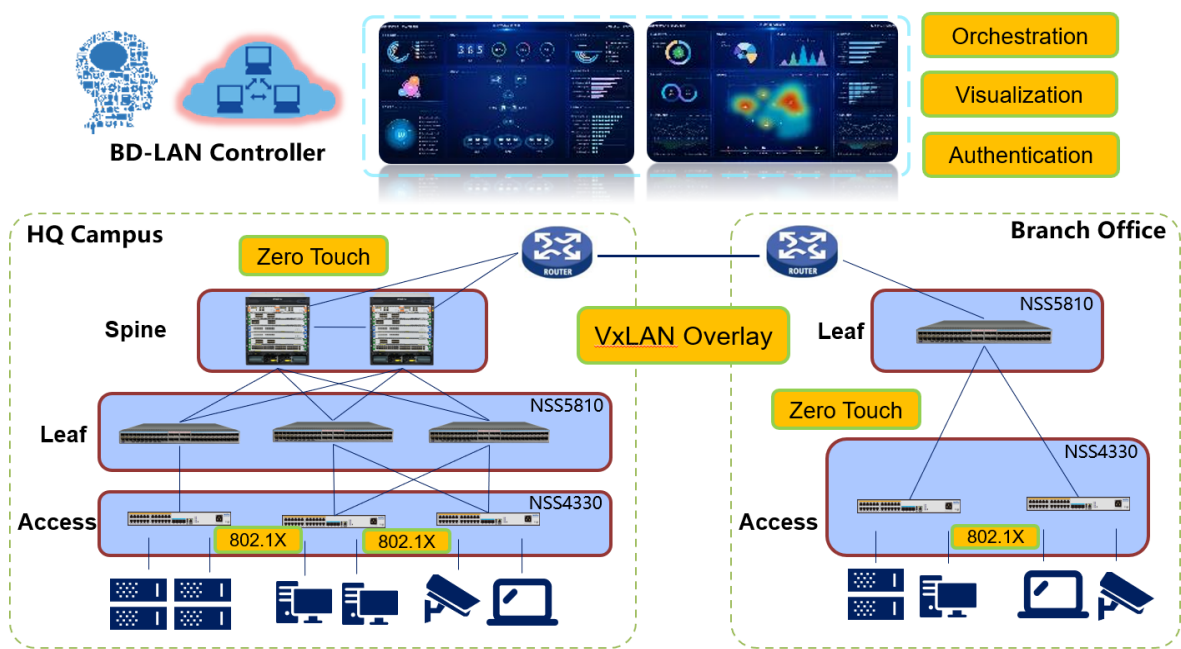 BD-LAN Controller
365
Orchestration
Visualization
Authentication
HQ Campus
Zero Touch
ROUTER
ROUTER
Branch Office
Spine
VxLAN Overlay
Leaf
NSS5810
Leaf
NSS5810
Zero Touch
Access
NSS4330
802.1X
802.1X
Access
NSS4330
802.1X